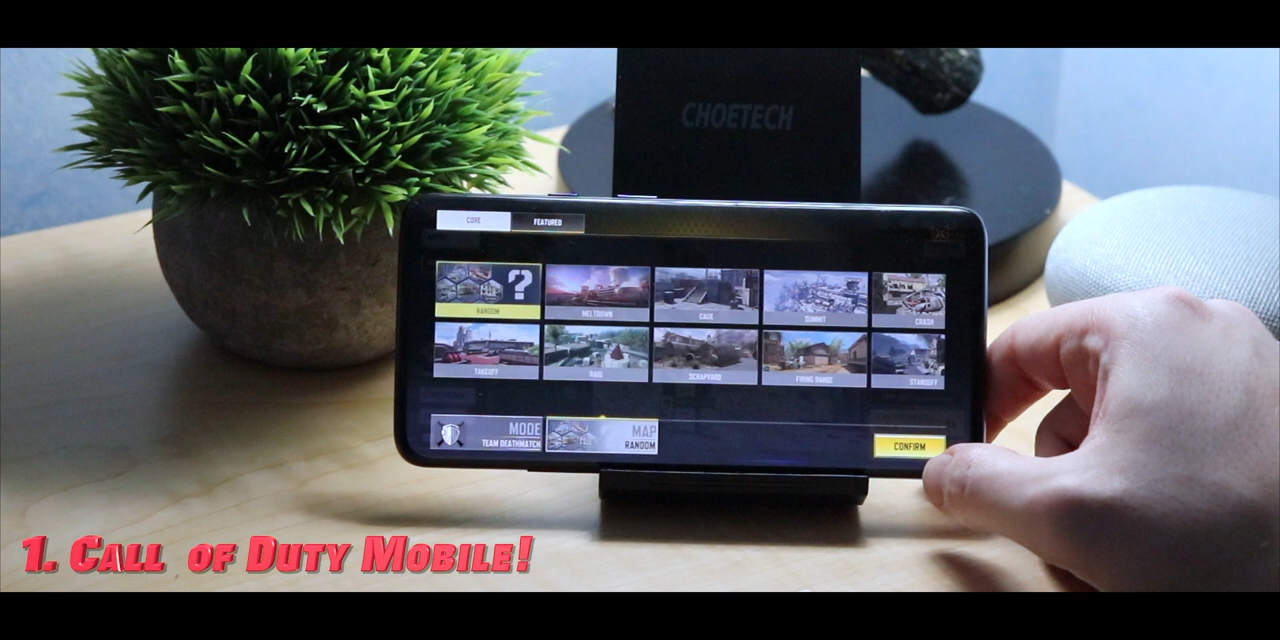 CHOETECH
CORE
FEATURED
?
RANDOM
MELTDOWN
CAGE
SUMMIT
CRASH
TAKEOFF
RAID
SCRAPYARD
FIRING RANGE
STANDOFF
MODE
TEAM DEATHMATCH
MAP
RANDOM
CONFIRM
1. Call of Duty Mobile!